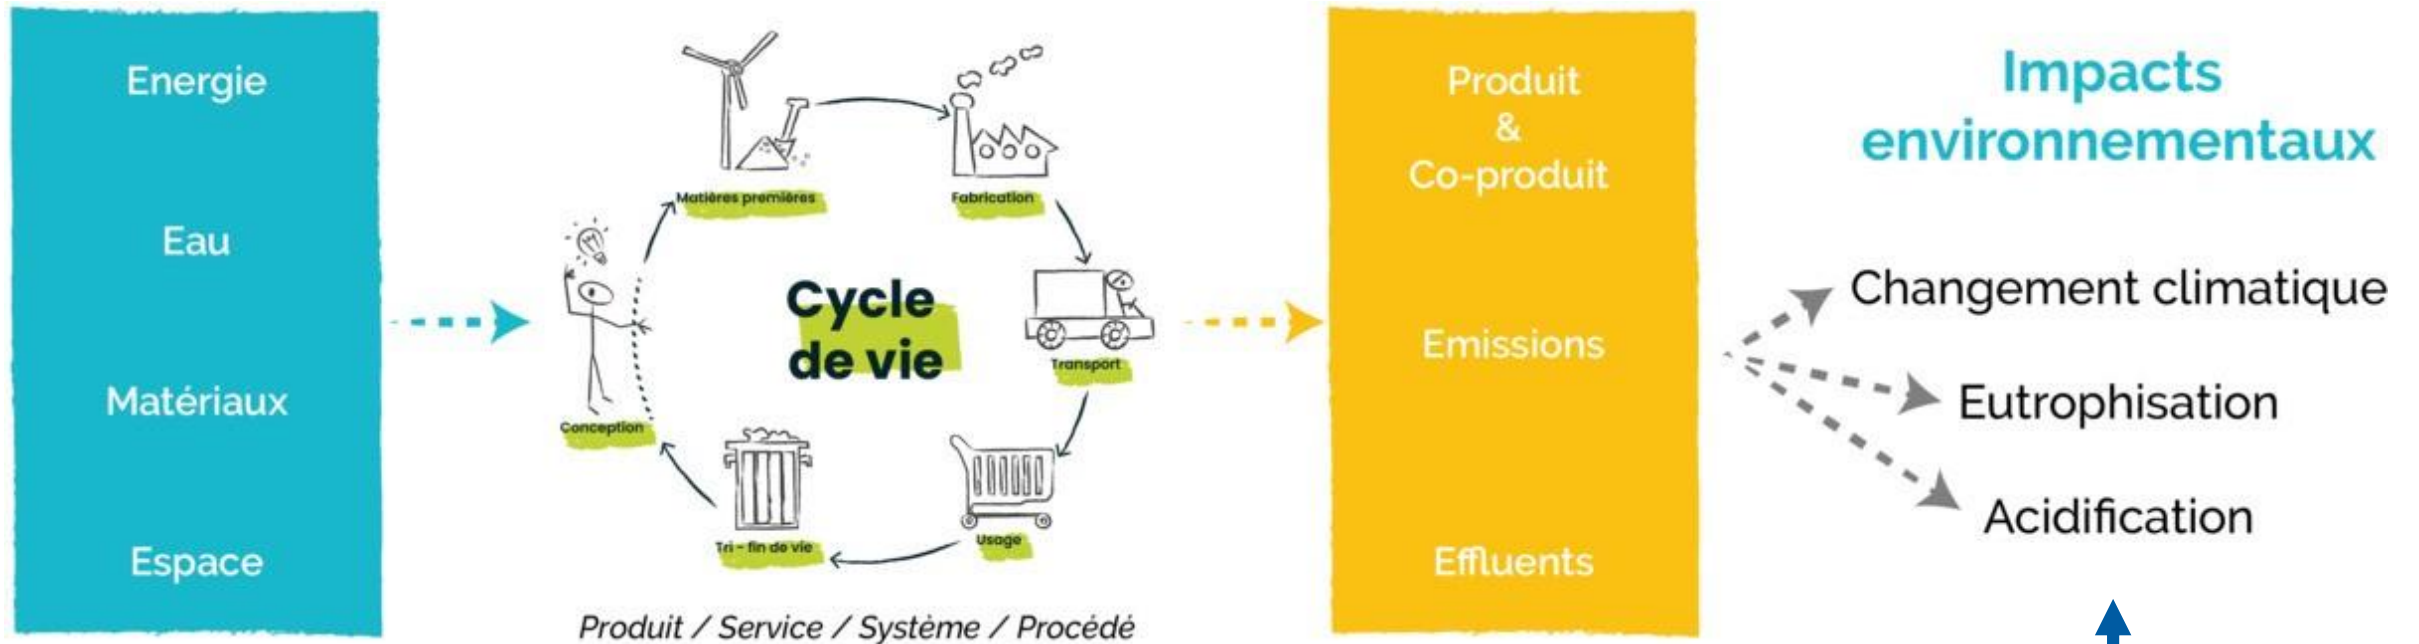 Energie
Eau
Matériaux
Espace
Matières premières
Fabrication
Transport
Usage
Tri - fin de vie
Conception
Cycle
de vie
Produit / Service / Système / Procédé
Produit
&
Co-produit
Emissions
Effluents
Impacts
environnementaux
Changement climatique
Eutrophisation
Acidification